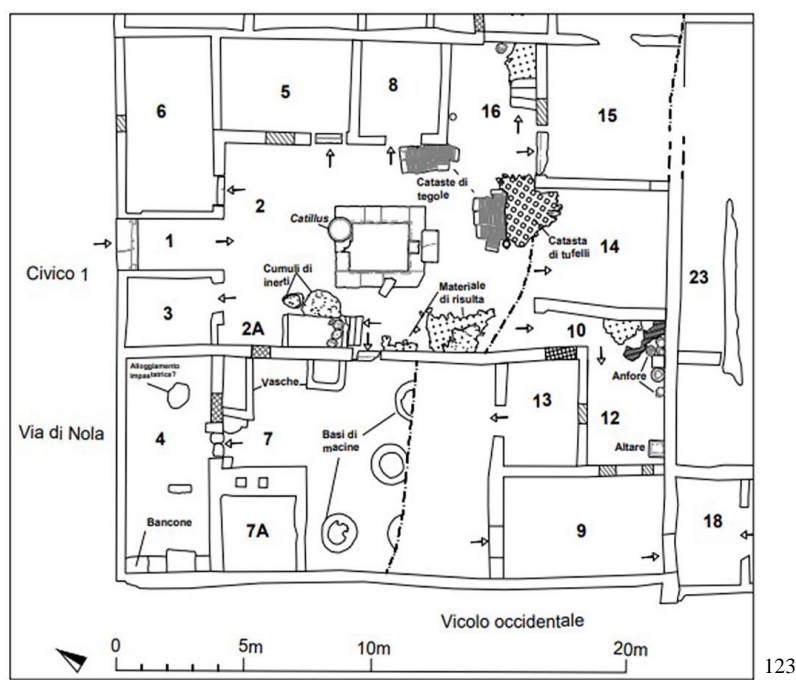 6
5
8
16
15
Cataste di
tegole
2
Catillus
1
Catasta
di tufelli
14
23
Civico 1
Cumuli di
inerti
Materiale
di risulta
3
2A
10
Alloggiamento
impastatrice?
Vasche
Anfore
13
12
Via di Nola
4
7
Basi di
macine
Altare
Bancone
7A
9
18
Vicolo occidentale
0
5m
10m
20m
123